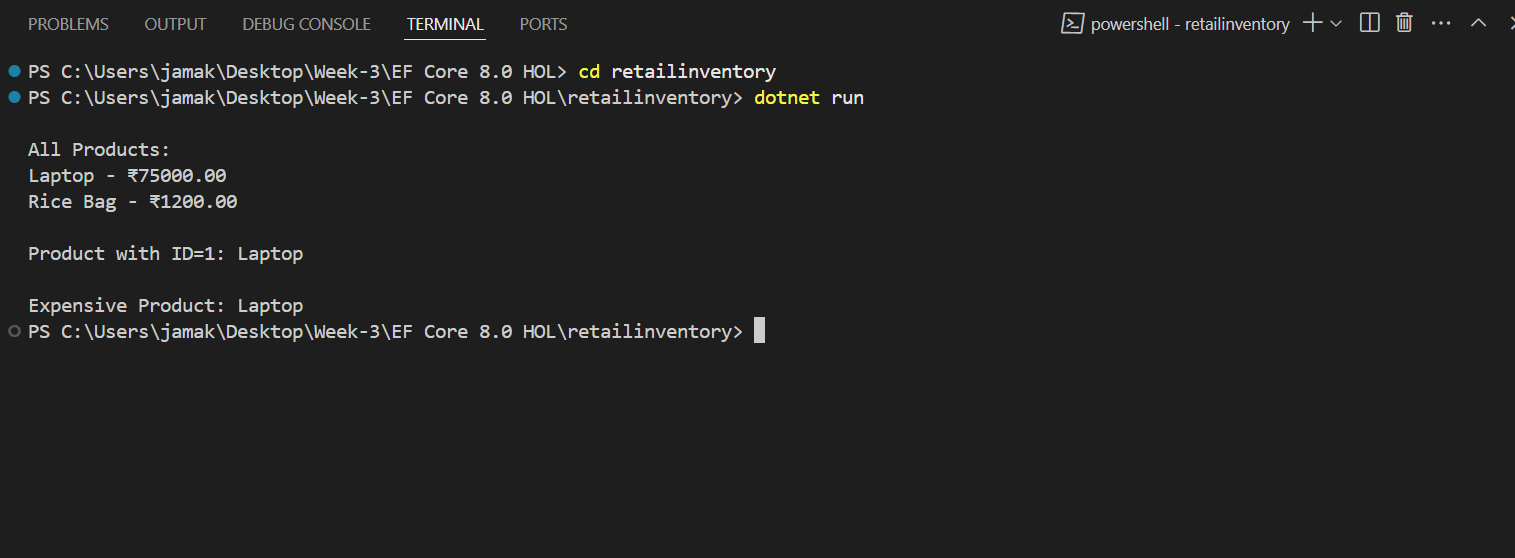 PROBLEMS OUTPUT DEBUG CONSOLE TERMINAL PORTS powershell - retailinventory
PS C:\Users\jamak\Desktop\Week-3\EF Core 8.0 HOL> cd retailinventory
PS C:\Users\jamak\Desktop\Week-3\EF Core 8.0 HOL\retailinventory> dotnet run
All Products:
Laptop - ₹75000.00
Rice Bag - ₹1200.00
Product with ID=1: Laptop
Expensive Product: Laptop
PS C:\Users\jamak\Desktop\Week-3\EF Core 8.0 HOL\retailinventory>